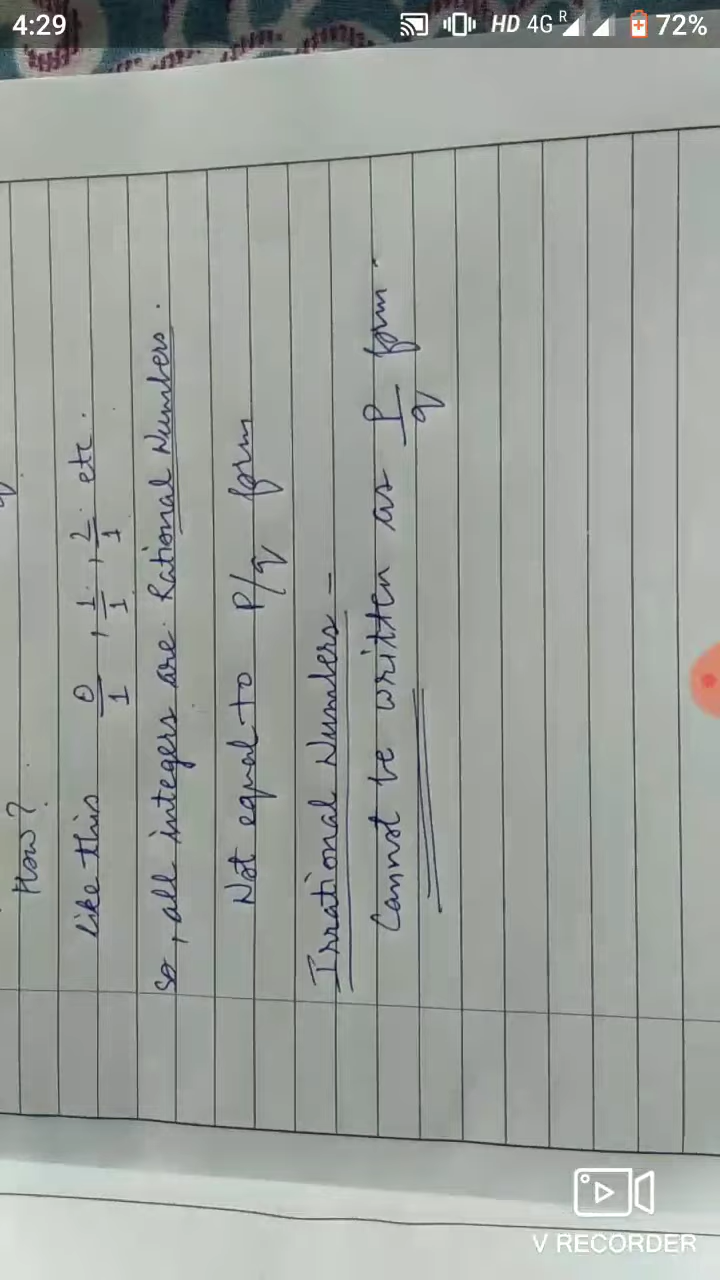 4:29 HD 4G R 72%
How?
Like this 0/1, 1/1, 2/1 etc.
So, all integers are Rational Numbers.
Not equal to P/q form
Irrational Numbers -
Cannot be written as P/q form.
V RECORDER